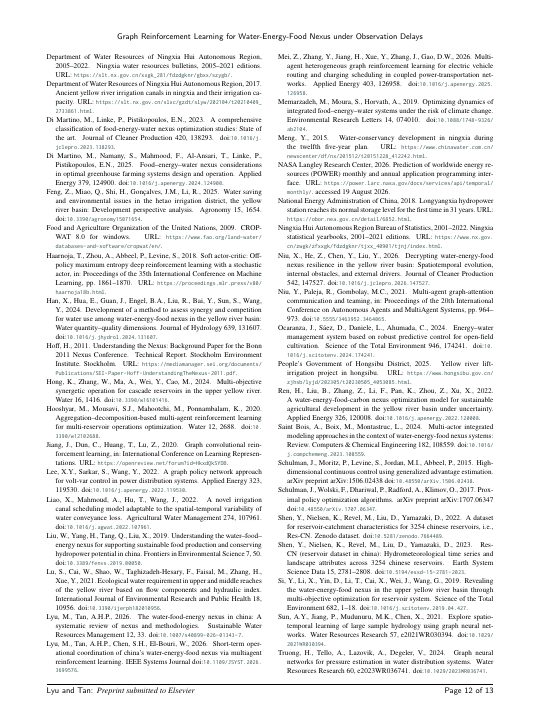 Graph Reinforcement Learning for Water-Energy-Food Nexus under Observation Delays
Department of Water Resources of Ningxia Hui Autonomous Region,
2005–2022. Ningxia water resources bulletins, 2005–2021 editions.
URL: https://slt.nx.gov.cn/xxgk_281/fdzdgknr/gbxx/szygb/.
Department of Water Resources of Ningxia Hui Autonomous Region, 2017.
Ancient yellow river irrigation canals in ningxia and their irrigation ca-
pacity. URL: https://slt.nx.gov.cn/slxc/gzdt/slyw/202104/t20210409_
2713861.html.
Di Martino, M., Linke, P., Pistikopoulos, E.N., 2023. A comprehensive
classification of food-energy-water nexus optimization studies: State of
the art. Journal of Cleaner Production 420, 138293. doi:10.1016/j.
jclepro.2023.138293.
Di Martino, M., Namany, S., Mahmood, F., Al-Ansari, T., Linke, P.,
Pistikopoulos, E.N., 2025. Food–energy–water nexus considerations
in optimal greenhouse farming systems design and operation. Applied
Energy 379, 124900. doi:10.1016/j.apenergy.2024.124900.
Feng, Z., Miao, Q., Shi, H., Gonçalves, J.M., Li, X., 2025. Water saving
and environmental issues in the hetao irrigation district, the yellow
river basin: Development perspective analysis. Agronomy 15, 1654.
doi:10.3390/agronomy15071654.
Food and Agriculture Organization of the United Nations, 2009. CROP-
WAT 8.0 for windows. URL: https://www.fao.org/land-water/
databases-and-software/cropwat/en/.
Haarnoja, T., Zhou, A., Abbeel, P., Levine, S., 2018. Soft actor-critic: Off-
policy maximum entropy deep reinforcement learning with a stochastic
actor, in: Proceedings of the 35th International Conference on Machine
Learning, pp. 1861–1870. URL: https://proceedings.mlr.press/v80/
haarnoja18b.html.
Han, X., Hua, E., Guan, J., Engel, B.A., Liu, R., Bai, Y., Sun, S., Wang,
Y., 2024. Development of a method to assess synergy and competition
for water use among water-energy-food nexus in the yellow river basin:
Water quantity–quality dimensions. Journal of Hydrology 639, 131607.
doi:10.1016/j.jhydrol.2024.131607.
Hoff, H., 2011. Understanding the Nexus: Background Paper for the Bonn
2011 Nexus Conference. Technical Report. Stockholm Environment
Institute. Stockholm. URL: https://mediamanager.sei.org/documents/
Publications/SEI-Paper-Hoff-UnderstandingTheNexus-2011.pdf.
Hong, K., Zhang, W., Ma, A., Wei, Y., Cao, M., 2024. Multi-objective
synergetic operation for cascade reservoirs in the upper yellow river.
Water 16, 1416. doi:10.3390/w16101416.
Hooshyar, M., Mousavi, S.J., Mahootchi, M., Ponnambalam, K., 2020.
Aggregation–decomposition-based multi-agent reinforcement learning
for multi-reservoir operations optimization. Water 12, 2688. doi:10.
3390/w12102688.
Jiang, J., Dun, C., Huang, T., Lu, Z., 2020. Graph convolutional rein-
forcement learning, in: International Conference on Learning Represen-
tations. URL: https://openreview.net/forum?id=HkxdQkSYDB.
Lee, X.Y., Sarkar, S., Wang, Y., 2022. A graph policy network approach
for volt-var control in power distribution systems. Applied Energy 323,
119530. doi:10.1016/j.apenergy.2022.119530.
Liao, X., Mahmoud, A., Hu, T., Wang, J., 2022. A novel irrigation
canal scheduling model adaptable to the spatial-temporal variability of
water conveyance loss. Agricultural Water Management 274, 107961.
doi:10.1016/j.agwat.2022.107961.
Liu, W., Yang, H., Tang, Q., Liu, X., 2019. Understanding the water–food–
energy nexus for supporting sustainable food production and conserving
hydropower potential in china. Frontiers in Environmental Science 7, 50.
doi:10.3389/fenvs.2019.00050.
Lu, S., Cai, W., Shao, W., Taghizadeh-Hesary, F., Faisal, M., Zhang, H.,
Xue, Y., 2021. Ecological water requirement in upper and middle reaches
of the yellow river based on flow components and hydraulic index.
International Journal of Environmental Research and Public Health 18,
10956. doi:10.3390/ijerph182010956.
Lyu, M., Tan, A.H.P., 2026. The water-food-energy nexus in china: A
systematic review of nexus and methodologies. Sustainable Water
Resources Management 12, 33. doi:10.1007/s40899-026-01343-7.
Lyu, M., Tan, A.H.P., Chen, S.H., El-Bouri, W., 2026. Short-term oper-
ational coordination of china's water-energy-food nexus via multiagent
reinforcement learning. IEEE Systems Journal doi:10.1109/JSYST.2026.
3699576.
Mei, Z., Zhang, Y., Jiang, H., Xue, Y., Zhang, J., Gao, D.W., 2026. Multi-
agent heterogeneous graph reinforcement learning for electric vehicle
routing and charging scheduling in coupled power-transportation net-
works. Applied Energy 403, 126958. doi:10.1016/j.apenergy.2025.
126958.
Memarzadeh, M., Moura, S., Horvath, A., 2019. Optimizing dynamics of
integrated food–energy–water systems under the risk of climate change.
Environmental Research Letters 14, 074010. doi:10.1088/1748-9326/
ab2104.
Meng, Y., 2015. Water-conservancy development in ningxia during
the twelfth five-year plan. URL: https://www.chinawater.com.cn/
newscenter/df/nx/201512/t20151228_412242.html.
NASA Langley Research Center, 2026. Prediction of worldwide energy re-
sources (POWER) monthly and annual application programming inter-
face. URL: https://power.larc.nasa.gov/docs/services/api/temporal/
monthly/. accessed 19 August 2026.
National Energy Administration of China, 2018. Longyangxia hydropower
station reaches its normal storage level for the first time in 31 years. URL:
https://obor.nea.gov.cn/detail/6852.html.
Ningxia Hui Autonomous Region Bureau of Statistics, 2001–2022. Ningxia
statistical yearbooks, 2001–2021 editions. URL: https://www.nx.gov.
cn/zwgk/zfxxgk/fdzdgknr/tjxx_40901/tjnj/index.html.
Niu, X., He, Z., Chen, Y., Liu, Y., 2026. Decrypting water-energy-food
nexus resilience in the yellow river basin: Spatiotemporal evolution,
internal obstacles, and external drivers. Journal of Cleaner Production
542, 147527. doi:10.1016/j.jclepro.2026.147527.
Niu, Y., Paleja, R., Gombolay, M.C., 2021. Multi-agent graph-attention
communication and teaming, in: Proceedings of the 20th International
Conference on Autonomous Agents and MultiAgent Systems, pp. 964–
973. doi:10.5555/3463952.3464065.
Ocaranza, J., Sáez, D., Daniele, L., Ahumada, C., 2024. Energy–water
management system based on robust predictive control for open-field
cultivation. Science of the Total Environment 946, 174241. doi:10.
1016/j.scitotenv.2024.174241.
People's Government of Hongsibu District, 2025. Yellow river lift-
irrigation project in hongsibu. URL: https://www.hongsibu.gov.cn/
zjhsb/lyjd/202305/t20230505_4053085.html.
Ren, H., Liu, B., Zhang, Z., Li, F., Pan, K., Zhou, Z., Xu, X., 2022.
A water-energy-food-carbon nexus optimization model for sustainable
agricultural development in the yellow river basin under uncertainty.
Applied Energy 326, 120008. doi:10.1016/j.apenergy.2022.120008.
Saint Bois, A., Boix, M., Montastruc, L., 2024. Multi-actor integrated
modeling approaches in the context of water-energy-food nexus systems:
Review. Computers & Chemical Engineering 182, 108559. doi:10.1016/
j.compchemeng.2023.108559.
Schulman, J., Moritz, P., Levine, S., Jordan, M.I., Abbeel, P., 2015. High-
dimensional continuous control using generalized advantage estimation.
arXiv preprint arXiv:1506.02438 doi:10.48550/arXiv.1506.02438.
Schulman, J., Wolski, F., Dhariwal, P., Radford, A., Klimov, O., 2017. Prox-
imal policy optimization algorithms. arXiv preprint arXiv:1707.06347
doi:10.48550/arXiv.1707.06347.
Shen, Y., Nielsen, K., Revel, M., Liu, D., Yamazaki, D., 2022. A dataset
for reservoir-catchment characteristics for 3254 chinese reservoirs, i.e.,
Res-CN. Zenodo dataset. doi:10.5281/zenodo.7664489.
Shen, Y., Nielsen, K., Revel, M., Liu, D., Yamazaki, D., 2023. Res-
CN (reservoir dataset in china): Hydrometeorological time series and
landscape attributes across 3254 chinese reservoirs. Earth System
Science Data 15, 2781–2808. doi:10.5194/essd-15-2781-2023.
Si, Y., Li, X., Yin, D., Li, T., Cai, X., Wei, J., Wang, G., 2019. Revealing
the water-energy-food nexus in the upper yellow river basin through
multi-objective optimization for reservoir system. Science of the Total
Environment 682, 1–18. doi:10.1016/j.scitotenv.2019.04.427.
Sun, A.Y., Jiang, P., Mudunuru, M.K., Chen, X., 2021. Explore spatio-
temporal learning of large sample hydrology using graph neural net-
works. Water Resources Research 57, e2021WR030394. doi:10.1029/
2021WR030394.
Truong, H., Tello, A., Lazovik, A., Degeler, V., 2024. Graph neural
networks for pressure estimation in water distribution systems. Water
Resources Research 60, e2023WR036741. doi:10.1029/2023WR036741.
Lyu and Tan: Preprint submitted to Elsevier
Page 12 of 13